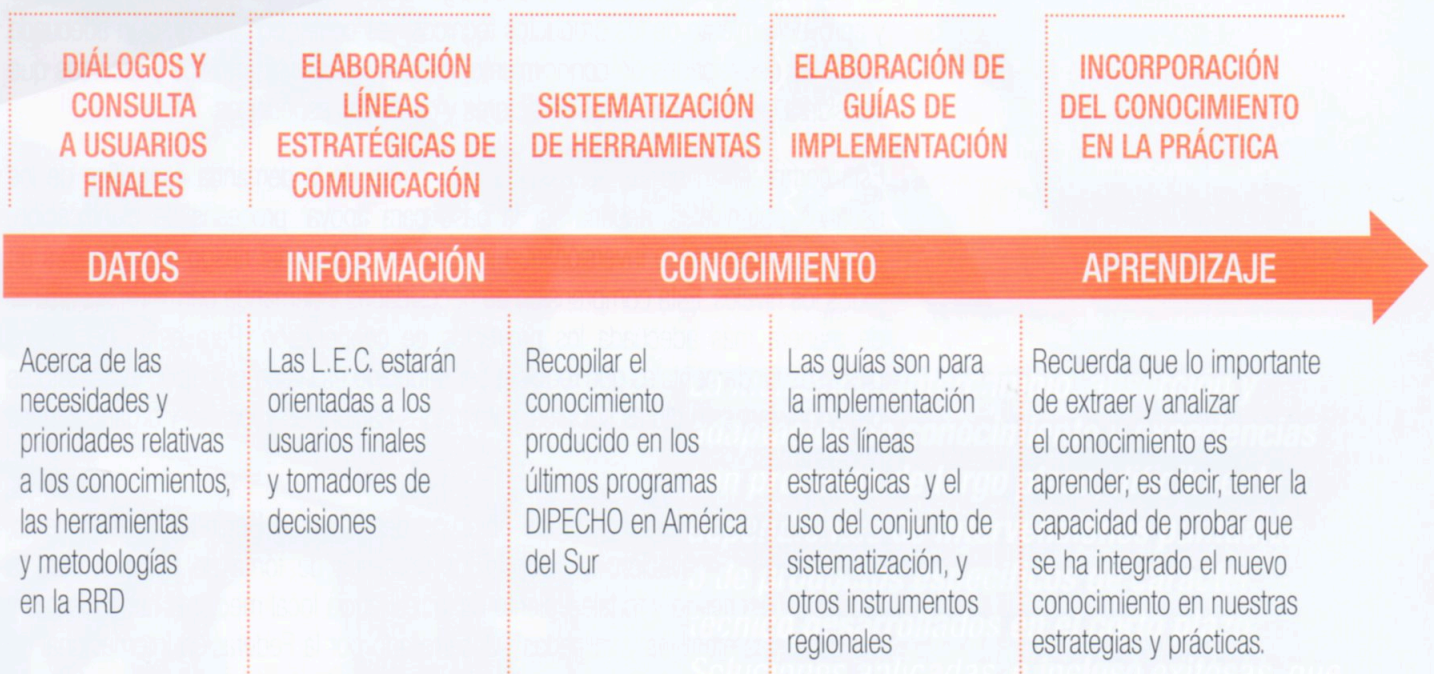 DIÁLOGOS Y
CONSULTA
A USUARIOS
FINALES
ELABORACIÓN
LÍNEAS
ESTRATÉGICAS DE
COMUNICACIÓN
SISTEMATIZACIÓN
DE HERRAMIENTAS
ELABORACIÓN DE
GUÍAS DE
IMPLEMENTACIÓN
INCORPORACIÓN
DEL CONOCIMIENTO
EN LA PRÁCTICA
DATOS
INFORMACIÓN
CONOCIMIENTO
APRENDIZAJE
Acerca de las
necesidades y
prioridades relativas
a los conocimientos,
las herramientas
y metodologías
en la RRD
Las L.E.C. estarán
orientadas a los
usuarios finales
y tomadores de
decisiones
Recopilar el
conocimiento
producido en los
últimos programas
DIPECHO en América
del Sur
Las guías son para
la implementación
de las líneas
estratégicas y el
uso del conjunto de
sistematización, y
otros instrumentos
regionales
Recuerda que lo importante
de extraer y analizar
el conocimiento es
aprender, es decir, tener la
capacidad de probar que
se ha integrado el nuevo
conocimiento en nuestras
estrategias y prácticas.